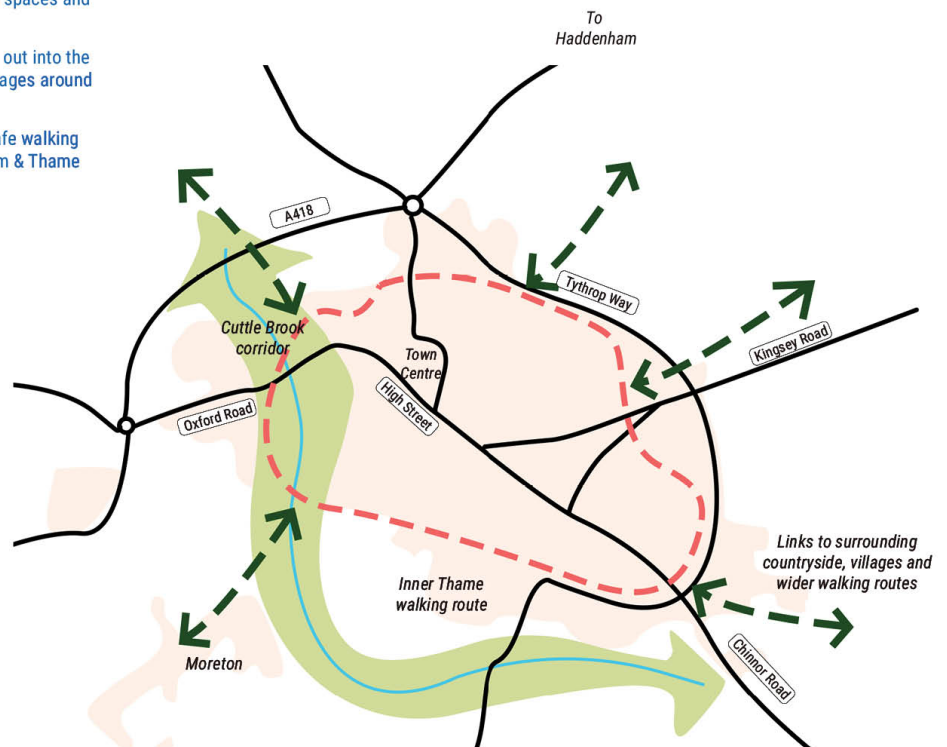 spaces and
out into the
ages around
fe walking
m & Thame
To
Haddenham
A418
Tythrop Way
Kingsey Road
Cuttle Brook
corridor
Town
Centre
High Street
Oxford Road
Links to surrounding
countryside, villages and
wider walking routes
Inner Thame
walking route
Moreton
Chinnor Road